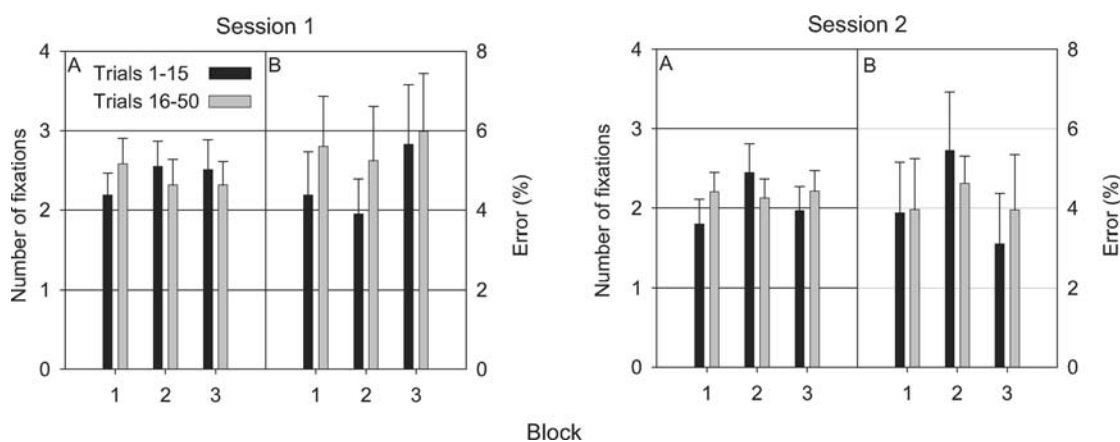 Session 1
Session 2
Number of fixations
4
3
2
1
0
A
Trials 1-15
Trials 16-50
B
8
6
4
2
0
Error (%)
1 2 3 1 2 3
Number of fixations
4
3
2
1
0
A
B
8
6
4
2
0
Error (%)
1 2 3 1 2 3
Block